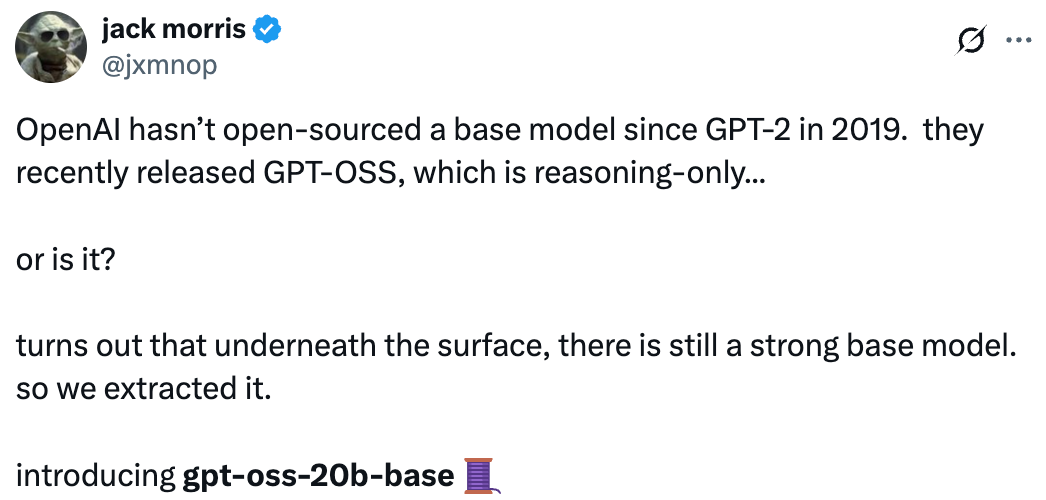 jack morris
@jxmnop
OpenAI hasn’t open-sourced a base model since GPT-2 in 2019.  they
recently released GPT-OSS, which is reasoning-only...
or is it?
turns out that underneath the surface, there is still a strong base model.
so we extracted it.
introducing gpt-oss-20b-base 🧵